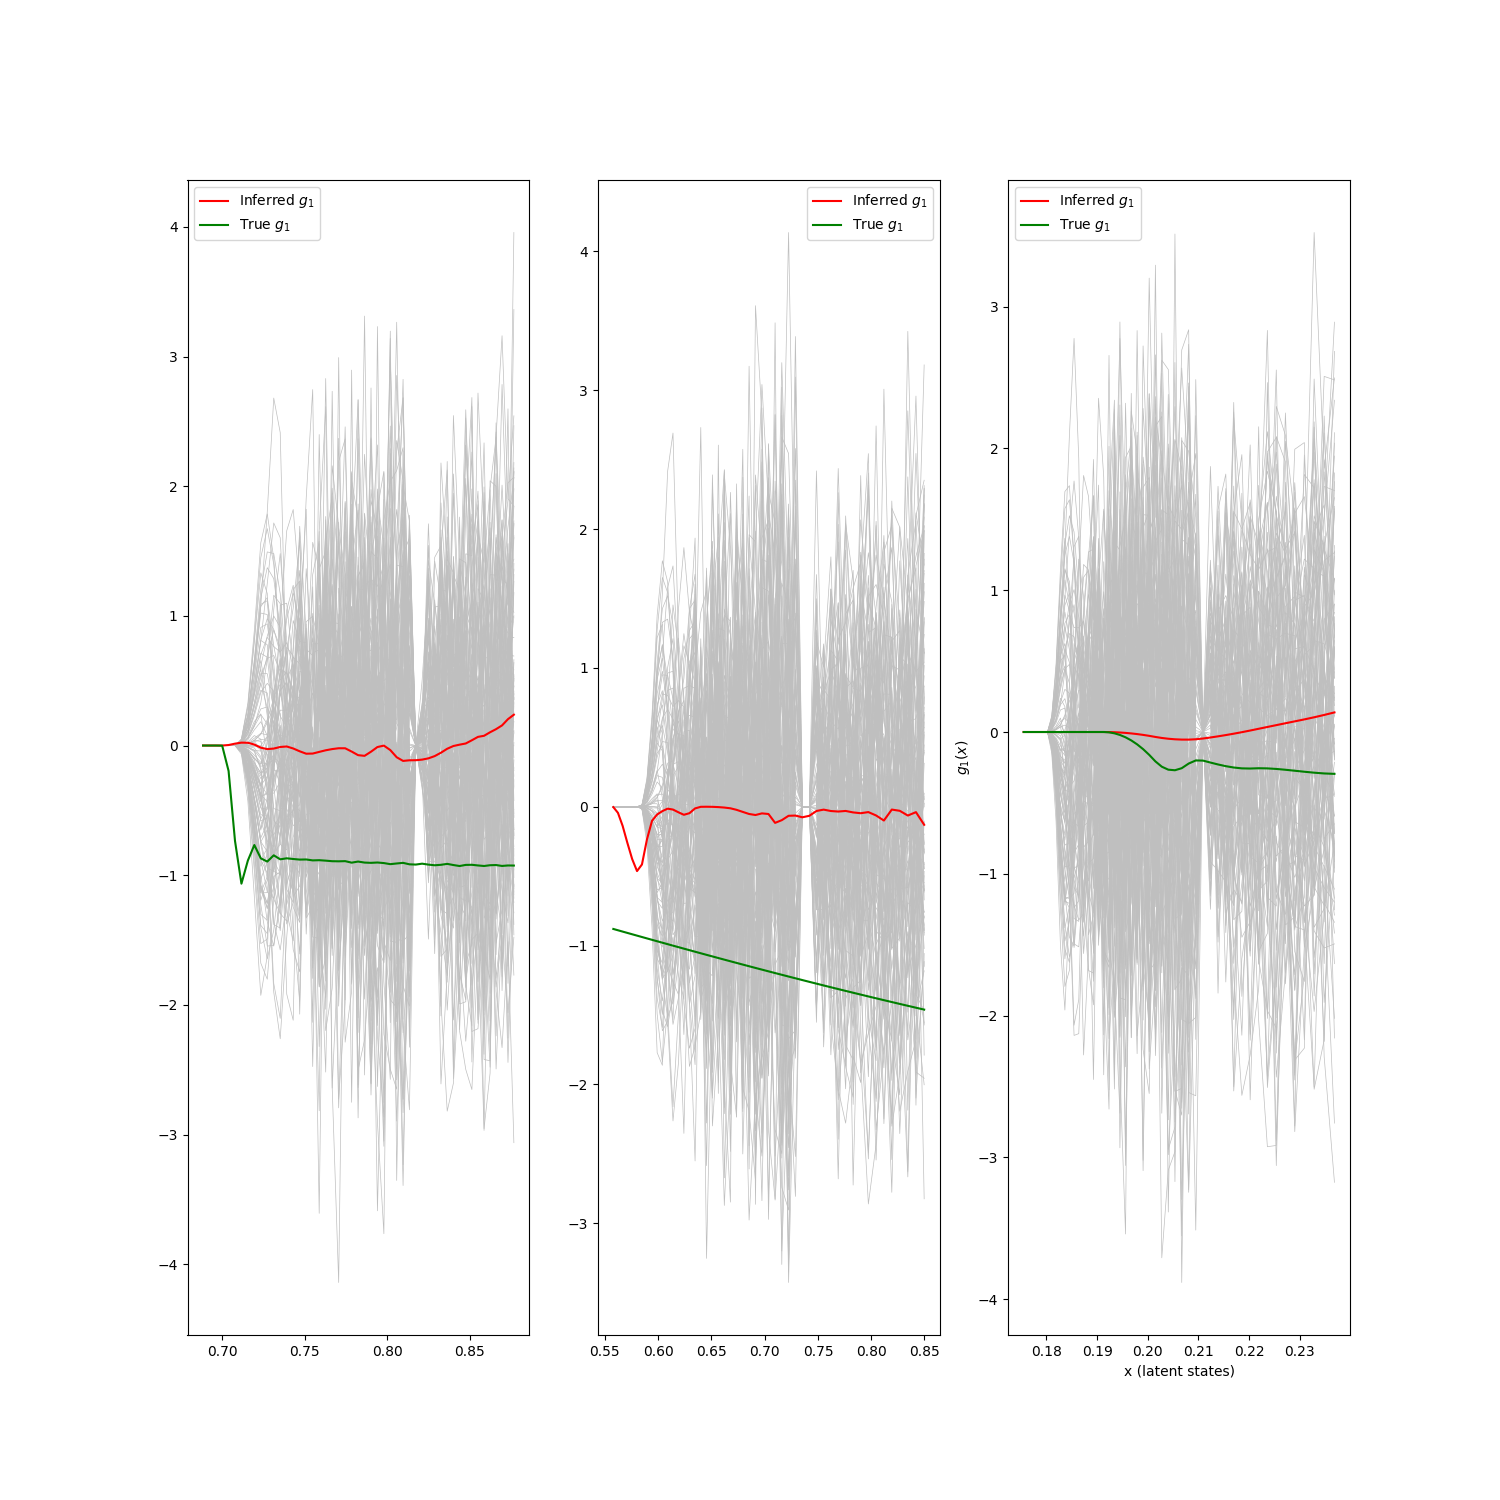 Inferred g₁
True g₁
4
3
2
1
0
−1
−2
−3
−4
0.70 0.75 0.80 0.85
Inferred g₁
True g₁
4
3
2
1
0
−1
−2
−3
0.55 0.60 0.65 0.70 0.75 0.80 0.85
Inferred g₁
True g₁
g₁(x)
3
2
1
0
−1
−2
−3
−4
0.18 0.19 0.20 0.21 0.22 0.23
x (latent states)